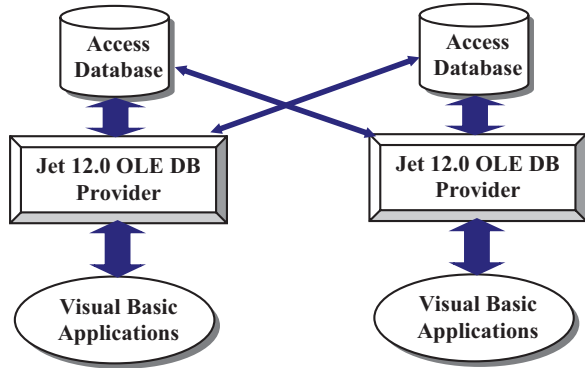 Access
Database
Access
Database
Jet 12.0 OLE DB
Provider
Jet 12.0 OLE DB
Provider
Visual Basic
Applications
Visual Basic
Applications